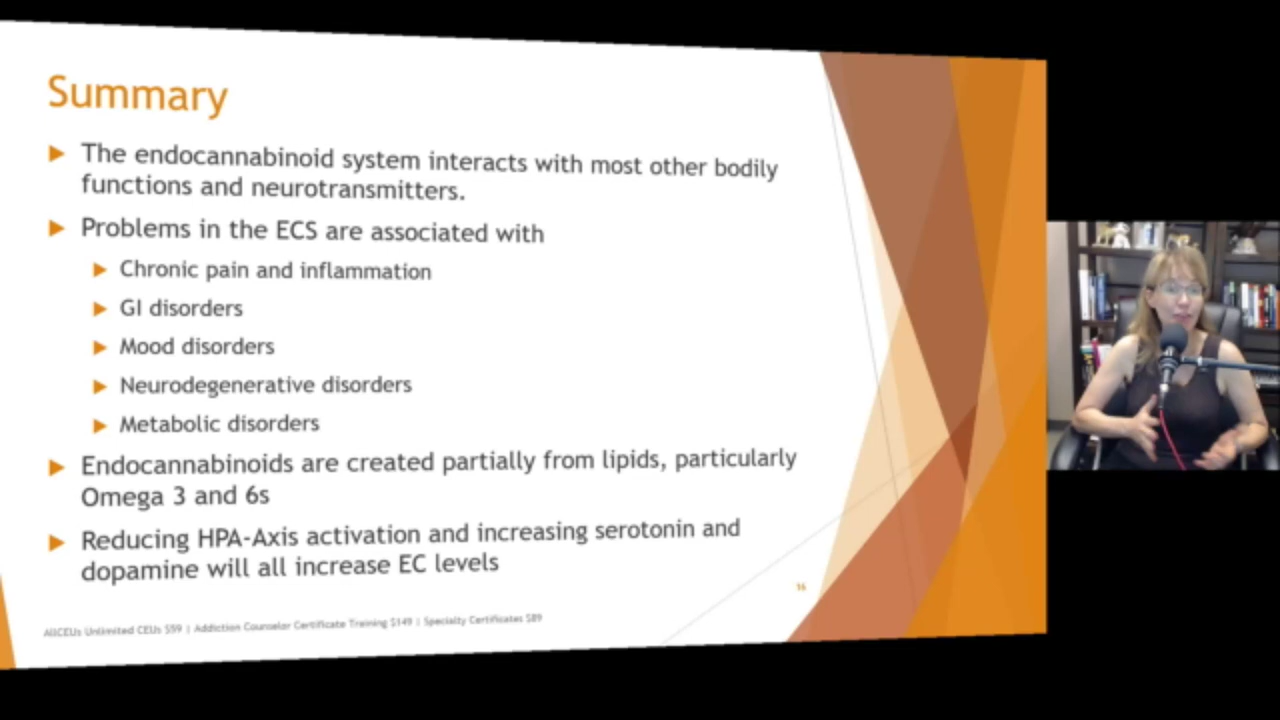 Summary
The endocannabinoid system interacts with most other bodily
functions and neurotransmitters.
Problems in the ECS are associated with
Chronic pain and inflammation
GI disorders
Mood disorders
Neurodegenerative disorders
Metabolic disorders
Endocannabinoids are created partially from lipids, particularly
Omega 3 and 6s
Reducing HPA-Axis activation and increasing serotonin and
dopamine will all increase EC levels
AllCEUs Unlimited CEUs $59 | Addiction Counselor Certificate Training $149 | Specialty Certificates $89